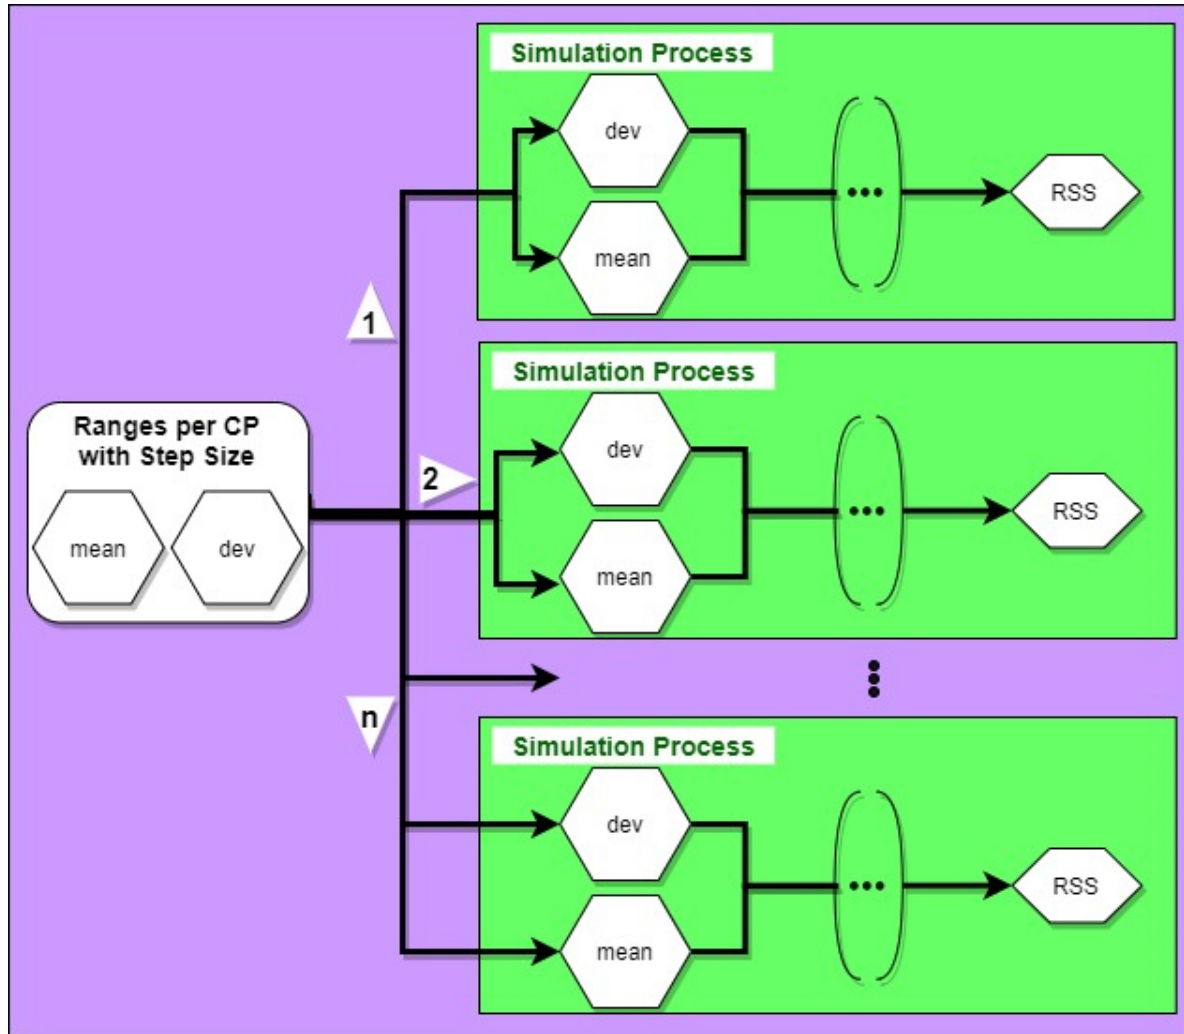 Simulation Process
dev
mean
...
RSS
1
Simulation Process
dev
mean
...
RSS
2
Ranges per CP
with Step Size
mean dev
n
Simulation Process
dev
mean
...
RSS